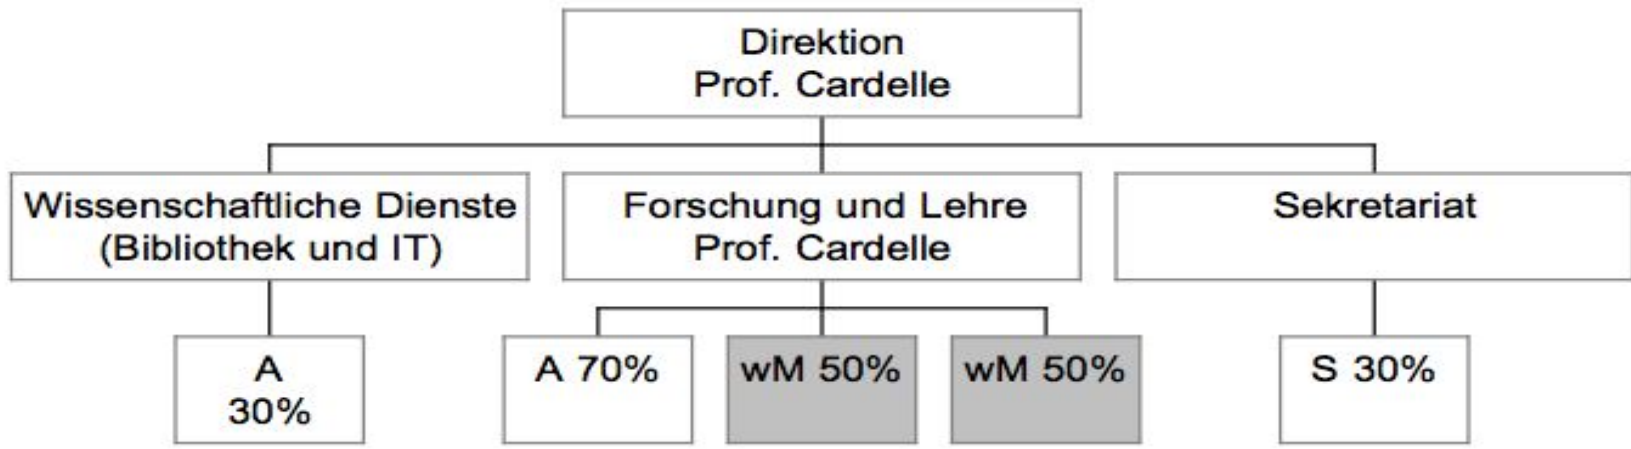 Direktion
Prof. Cardelle
Wissenschaftliche Dienste
(Bibliothek und IT)
Forschung und Lehre
Prof. Cardelle
Sekretariat
A
30%
A 70%
wM 50%
wM 50%
S 30%